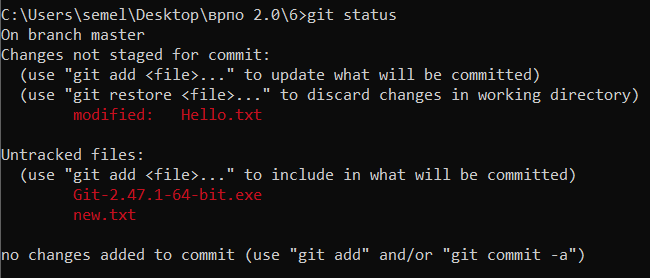 C:\Users\semel\Desktop\врпо 2.0\6>git status
On branch master
Changes not staged for commit:
  (use "git add <file>..." to update what will be committed)
  (use "git restore <file>..." to discard changes in working directory)
        modified:   Hello.txt

Untracked files:
  (use "git add <file>..." to include in what will be committed)
        Git-2.47.1-64-bit.exe
        new.txt

no changes added to commit (use "git add" and/or "git commit -a")